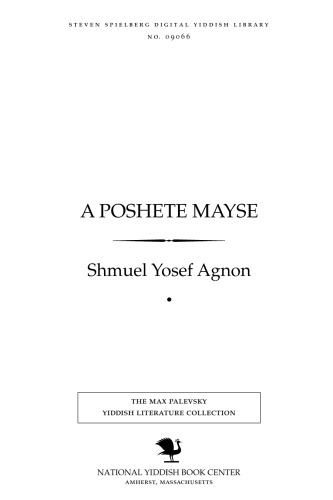 STEVEN SPIELBERG DIGITAL YIDDISH LIBRARY
NO. 09066
A POSHETE MAYSE
Shmuel Yosef Agnon
THE MAX PALEVSKY
YIDDISH LITERATURE COLLECTION
NATIONAL YIDDISH BOOK CENTER
AMHERST, MASSACHUSETTS